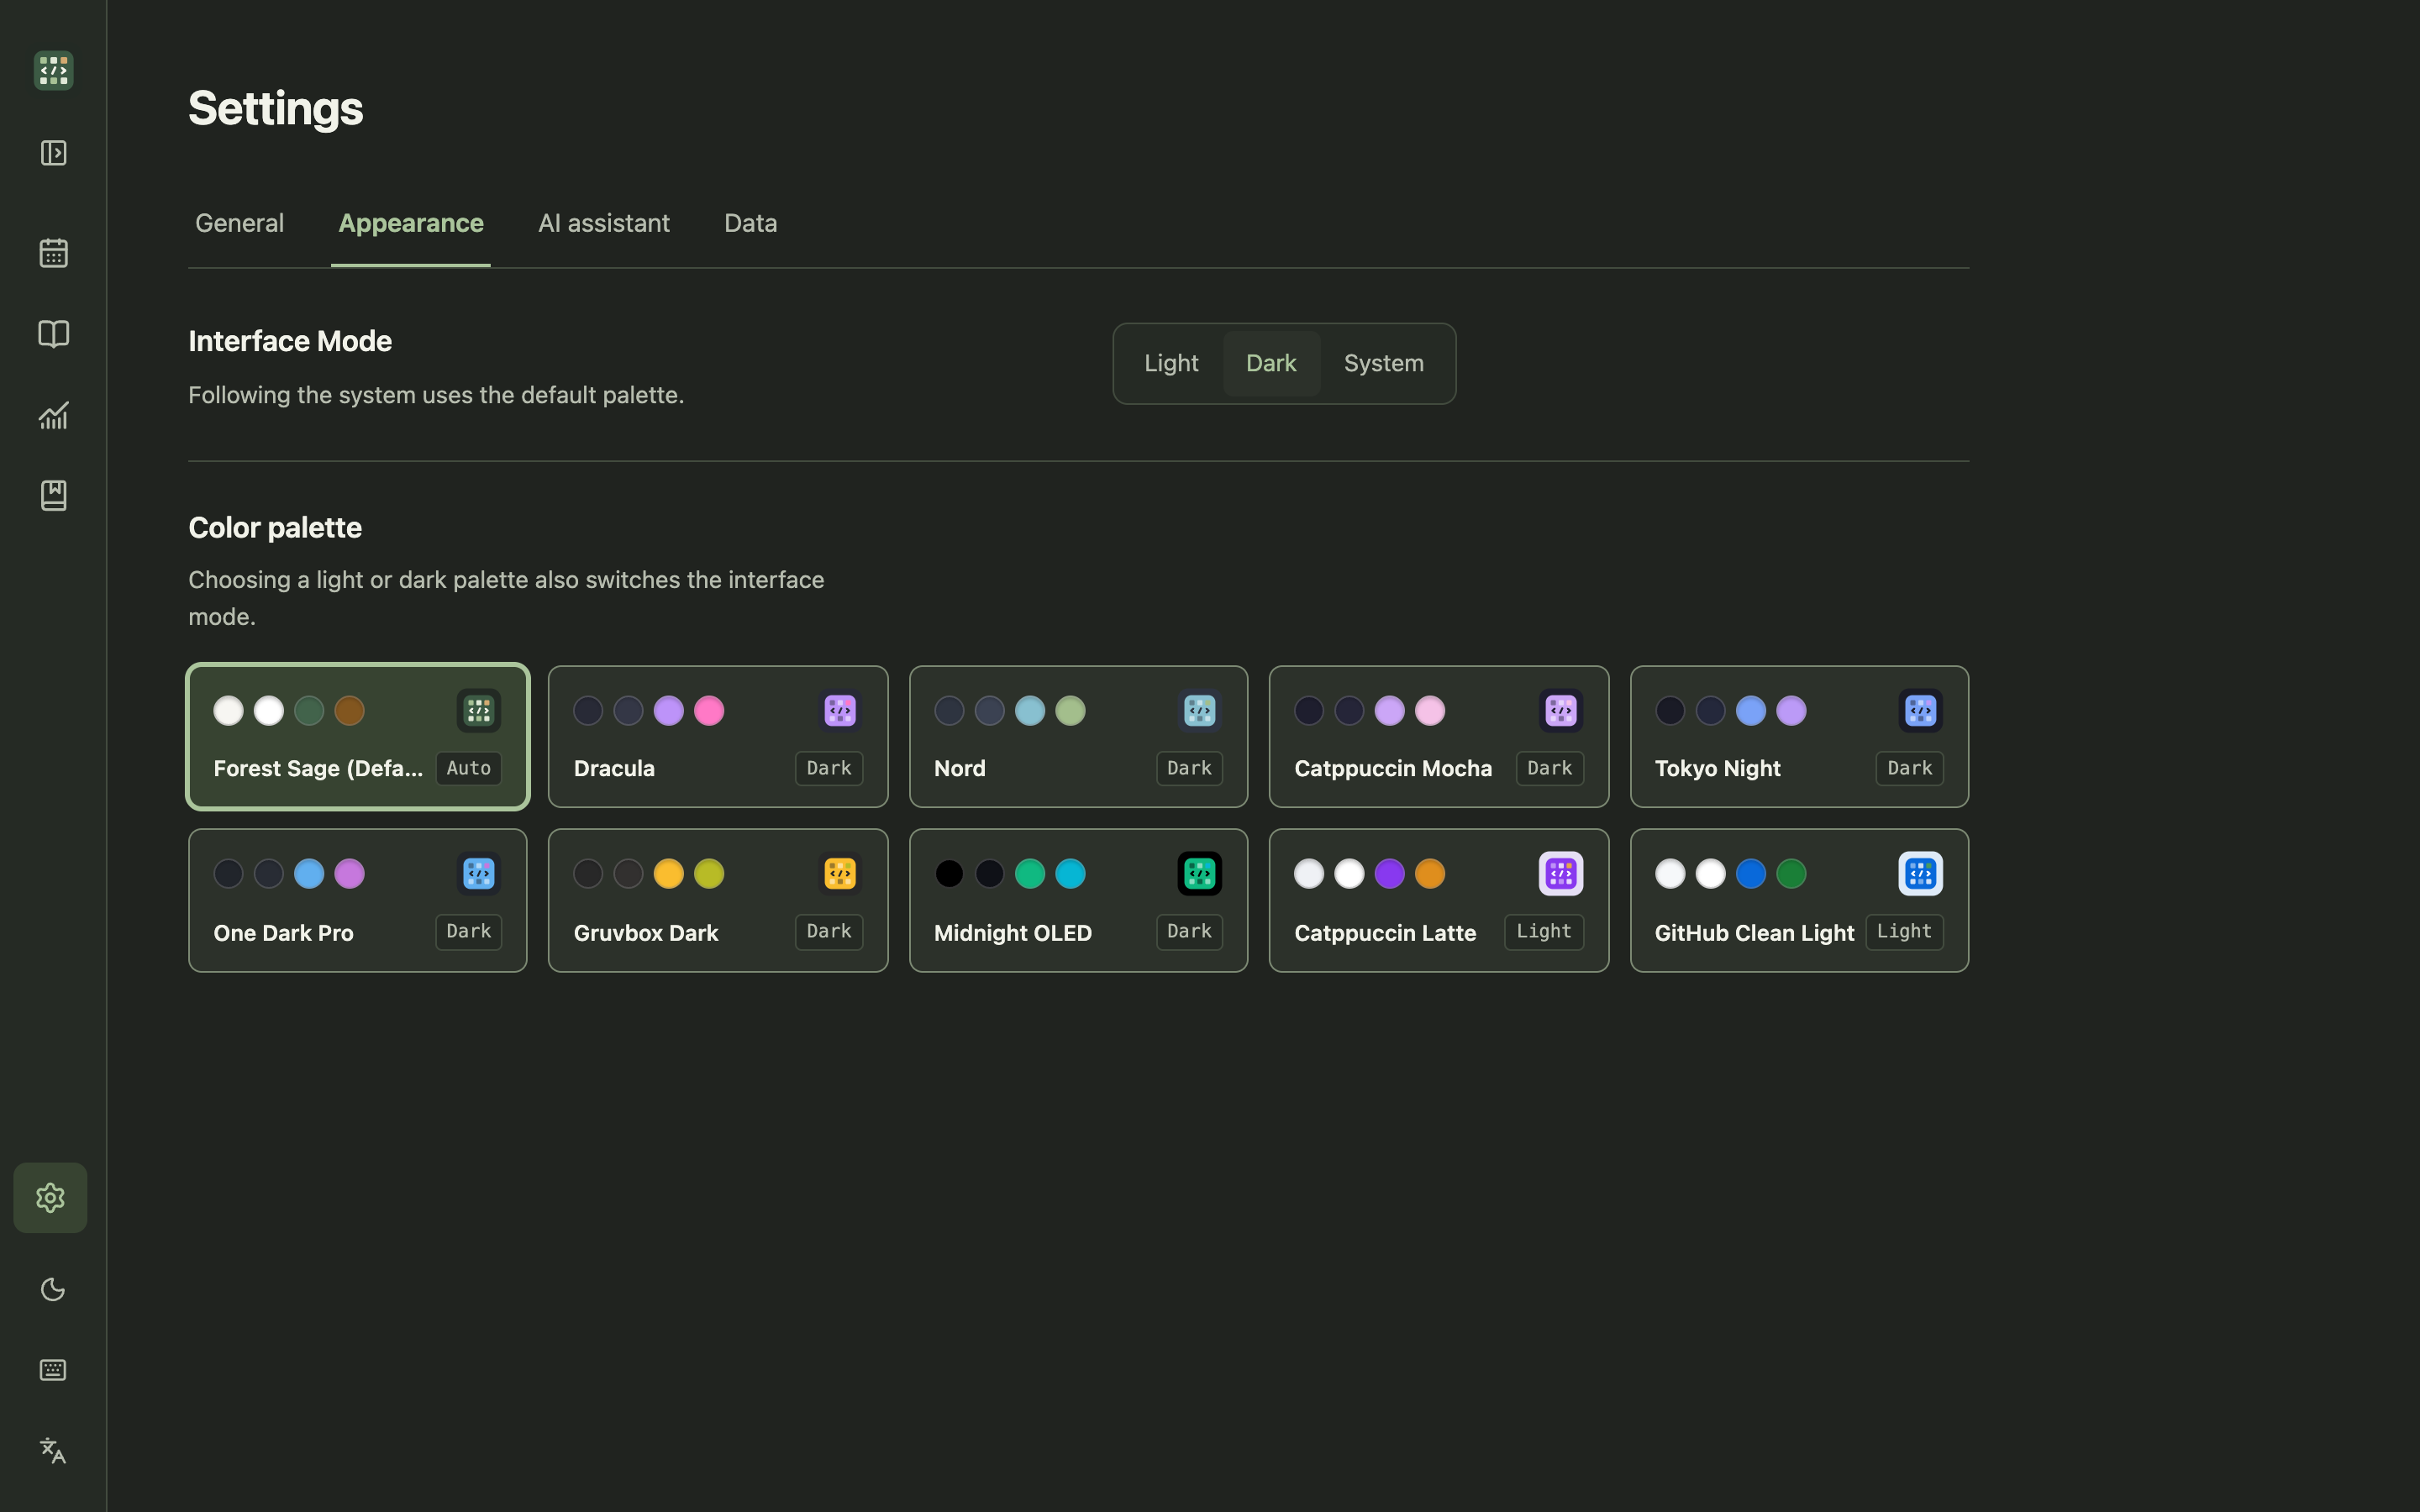 Settings
General
Appearance
AI assistant
Data
Interface Mode
Following the system uses the default palette.
Light
Dark
System
Color palette
Choosing a light or dark palette also switches the interface
mode.
Forest Sage (Defa...
Auto
Dracula
Dark
Nord
Dark
Catppuccin Mocha
Dark
Tokyo Night
Dark
One Dark Pro
Dark
Gruvbox Dark
Dark
Midnight OLED
Dark
Catppuccin Latte
Light
GitHub Clean Light
Light